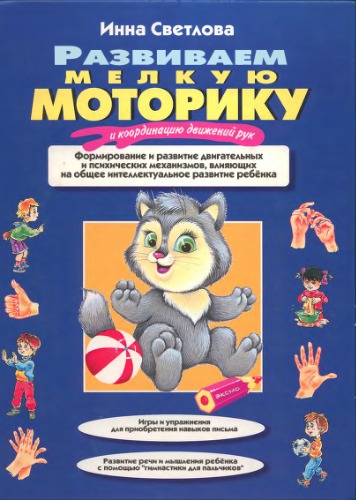 Инна Светлова
Развиваем
мелкую
моторику
и координацию движений рук
Формирование и развитие двигательных
и психических механизмов, влияющих
на общее интеллектуальное развитие ребёнка
ЭКСМО
Игры и упражнения
для приобретения навыков письма
Развитие речи и мышления ребёнка
с помощью "гимнастики для пальчиков"